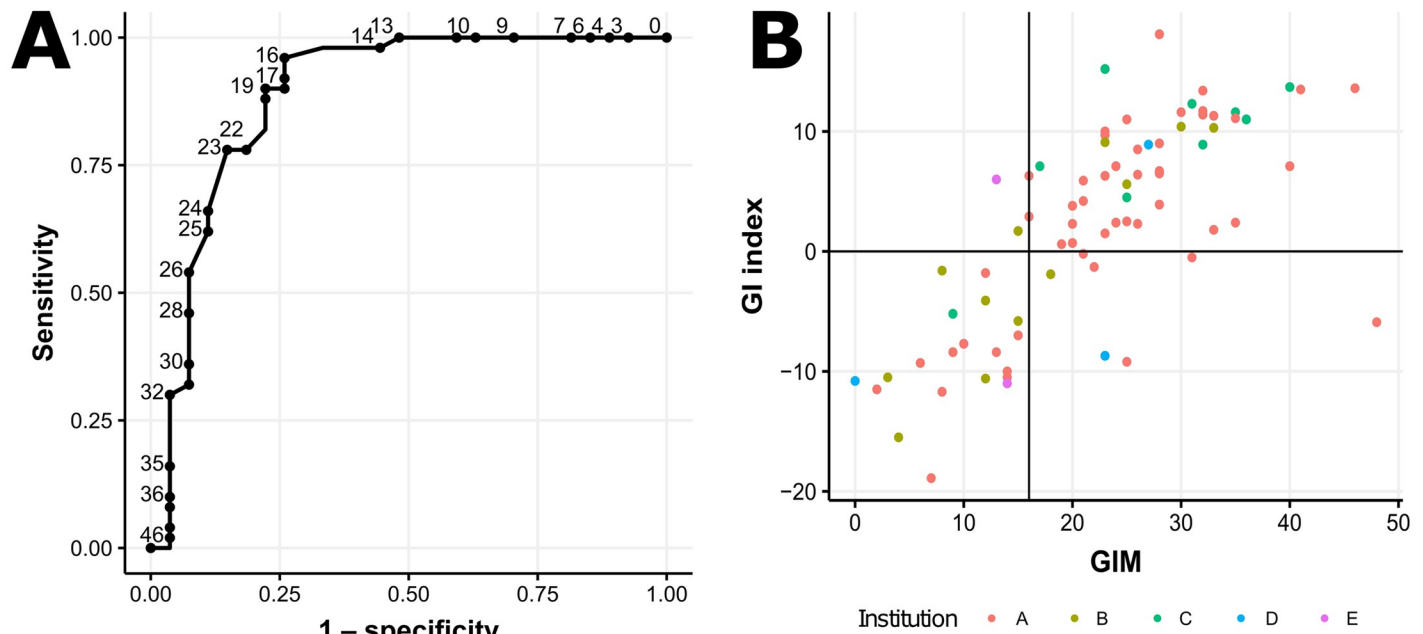 A
1.00
0.75
0.50
0.25
0.00
Sensitivity
13 10 9 7 6 4 3 0
14
16
17
19
22
23
24
25
26
28
30
32
35
36
46
0.00 0.25 0.50 0.75 1.00
1 – specificity
B
10
0
−10
−20
GI index
0 10 20 30 40 50
GIM
Institution A B C D E